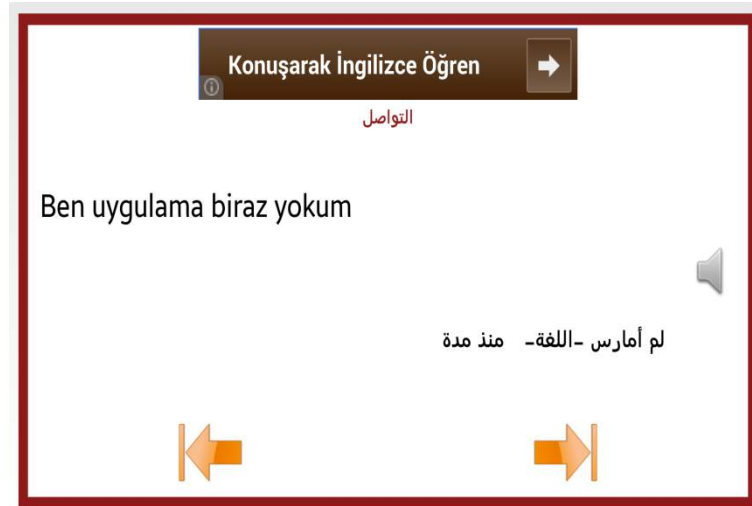 Konuşarak İngilizce Öğren
التواصل
Ben uygulama biraz yokum
لم أمارس -اللغة- منذ مدة